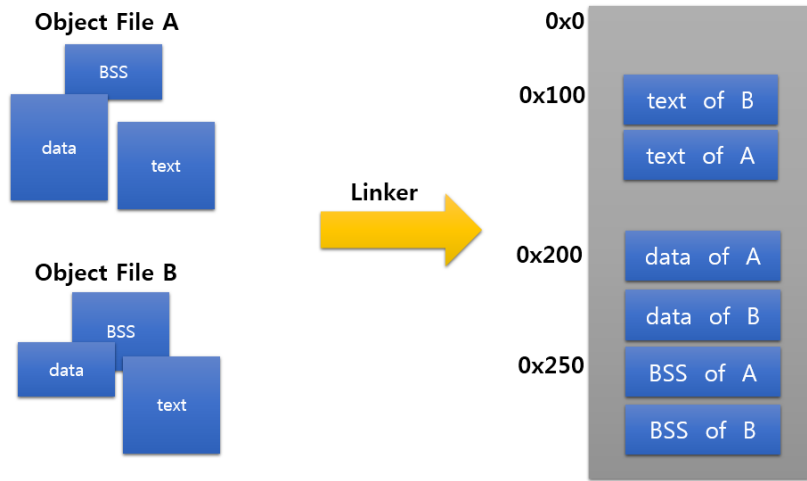 Object File A
BSS
data
text
Object File B
BSS
data
text
Linker
0x0
0x100
text of B
text of A
0x200
data of A
data of B
0x250
BSS of A
BSS of B